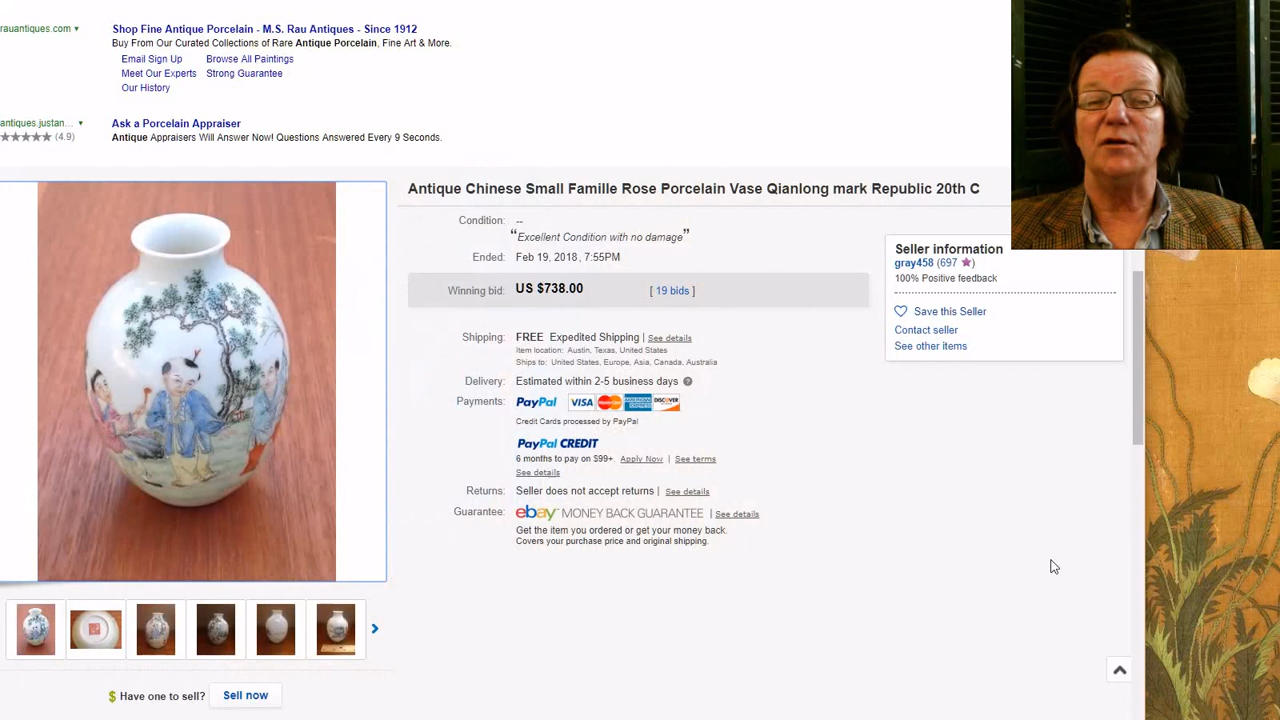 rauantiques.com
Shop Fine Antique Porcelain - M.S. Rau Antiques - Since 1912
Buy From Our Curated Collections of Rare Antique Porcelain, Fine Art & More.
Email Sign Up Browse All Paintings
Meet Our Experts Strong Guarantee
Our History
antiques.justan...
Ask a Porcelain Appraiser
(4.9)
Antique Appraisers Will Answer Now! Questions Answered Every 9 Seconds.
Antique Chinese Small Famille Rose Porcelain Vase Qianlong mark Republic 20th C
Condition: --
“Excellent Condition with no damage”
Ended: Feb 19, 2018 , 7:55PM
Winning bid: US $738.00 [ 19 bids ]
Shipping: FREE Expedited Shipping | See details
Item location: Austin, Texas, United States
Ships to: United States, Europe, Asia, Canada, Australia
Delivery: Estimated within 2-5 business days
Payments: PayPal VISA MasterCard AMERICAN EXPRESS DISCOVER
Credit Cards processed by PayPal
PayPal CREDIT
6 months to pay on $99+. Apply Now | See terms
See details
Returns: Seller does not accept returns | See details
Guarantee: ebay MONEY BACK GUARANTEE | See details
Get the item you ordered or get your money back.
Covers your purchase price and original shipping.
Seller information
gray458 (697 )
100% Positive feedback
Save this Seller
Contact seller
See other items
$ Have one to sell? Sell now